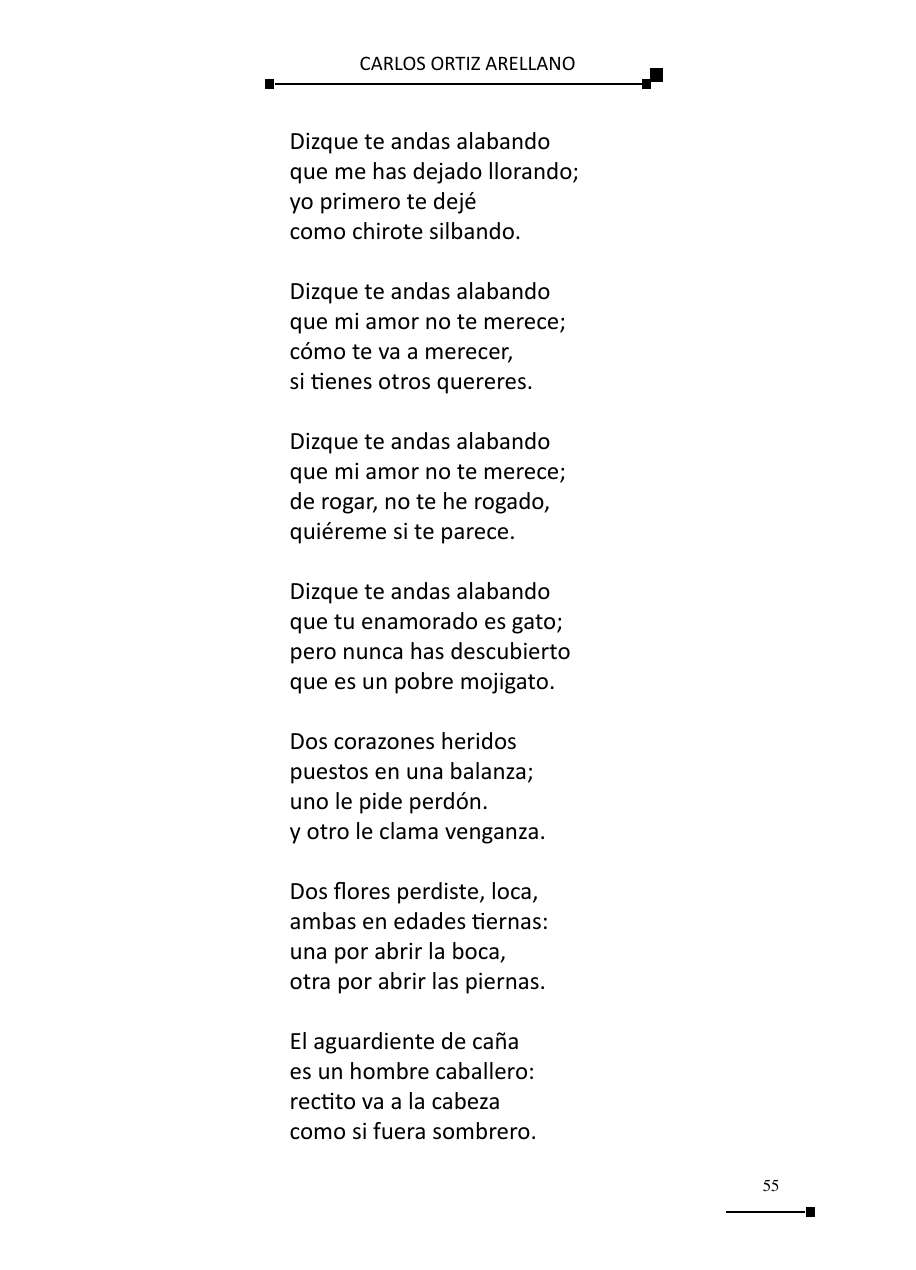 CARLOS ORTIZ ARELLANO
Dizque te andas alabando
que me has dejado llorando;
yo primero te dejé
como chirote silbando.
Dizque te andas alabando
que mi amor no te merece;
cómo te va a merecer,
si tienes otros quereres.
Dizque te andas alabando
que mi amor no te merece;
de rogar, no te he rogado,
quiéreme si te parece.
Dizque te andas alabando
que tu enamorado es gato;
pero nunca has descubierto
que es un pobre mojigato.
Dos corazones heridos
puestos en una balanza;
uno le pide perdón.
y otro le clama venganza.
Dos flores perdiste, loca,
ambas en edades tiernas:
una por abrir la boca,
otra por abrir las piernas.
El aguardiente de caña
es un hombre caballero:
rectito va a la cabeza
como si fuera sombrero.
55